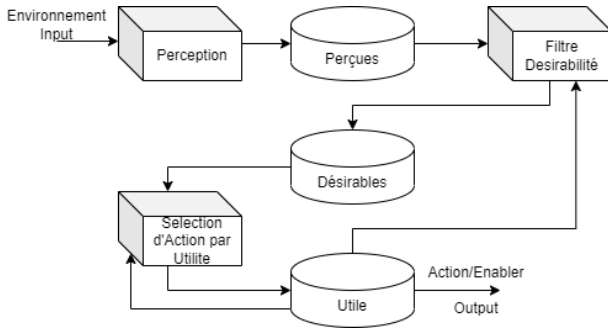 Environnement
Input
Perception
Perçues
Filtre
Desirabilité
Désirables
Selection
d'Action par
Utilite
Utile
Action/Enabler
Output